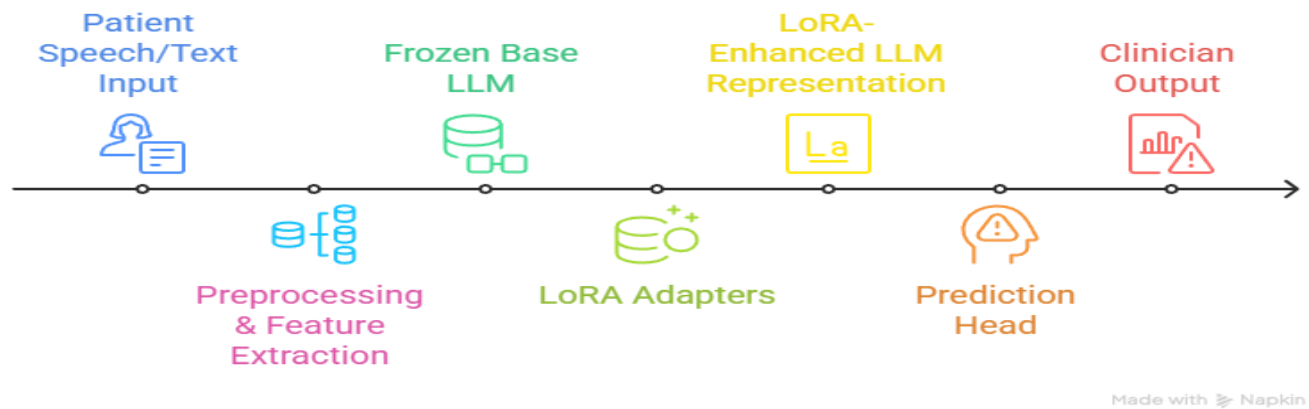 Patient
Speech/Text
Input
Frozen Base
LLM
LoRA-
Enhanced LLM
Representation
Clinician
Output
La
Preprocessing
& Feature
Extraction
LoRA Adapters
Prediction
Head
Made with Napkin